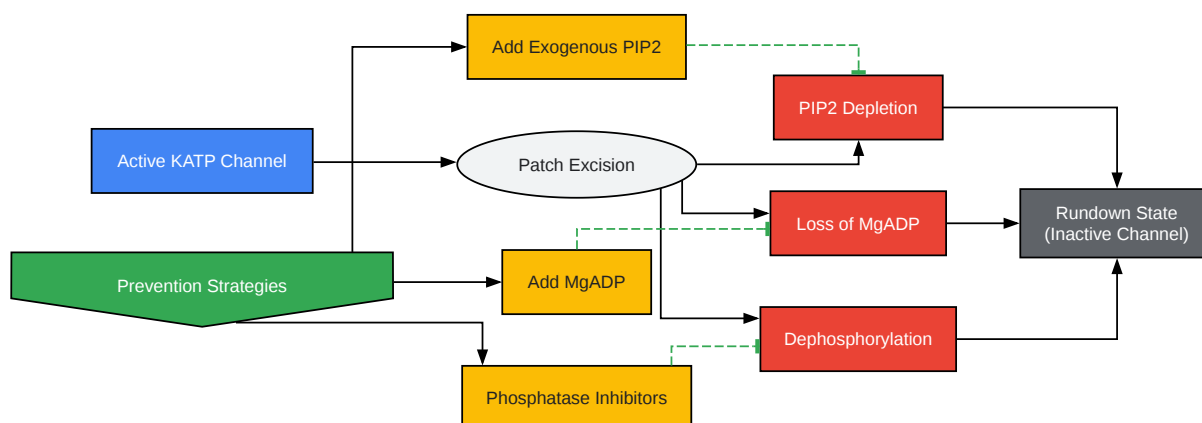 Add Exogenous PIP2
PIP2 Depletion
Active KATP Channel
Patch Excision
Loss of MgADP
Rundown State
(Inactive Channel)
Prevention Strategies
Add MgADP
Dephosphorylation
Phosphatase Inhibitors